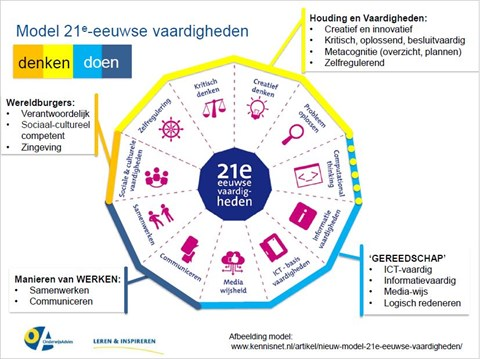 Model 21e-eeuwse vaardigheden
denken doen
Houding en Vaardigheden:
• Creatief en innovatief
• Kritisch, oplossend, besluitvaardig
• Metacognitie (overzicht, plannen)
• Zelfregulerend
Wereldburgers:
• Verantwoordelijk
• Sociaal-cultureel
competent
• Zingeving
Kritisch
denken
Creatief
denken
Probleem
oplossen
Computational
thinking
Informatie
vaardigheden
ICT - basis
vaardigheden
Media
wijsheid
Communiceren
Samenwerken
Sociale & culturele
vaardigheden
Zelfregulering
21e
eeuwse
vaardig-
heden
Manieren van WERKEN:
• Samenwerken
• Communiceren
‘GEREEDSCHAP’
• ICT-vaardig
• Informatievaardig
• Media-wijs
• Logisch redeneren
OnderwijsAdvies
LEREN & INSPIREREN
Afbeelding model:
www.kennisnet.nl/artikel/nieuw-model-21e-eeuwse-vaardigheden/